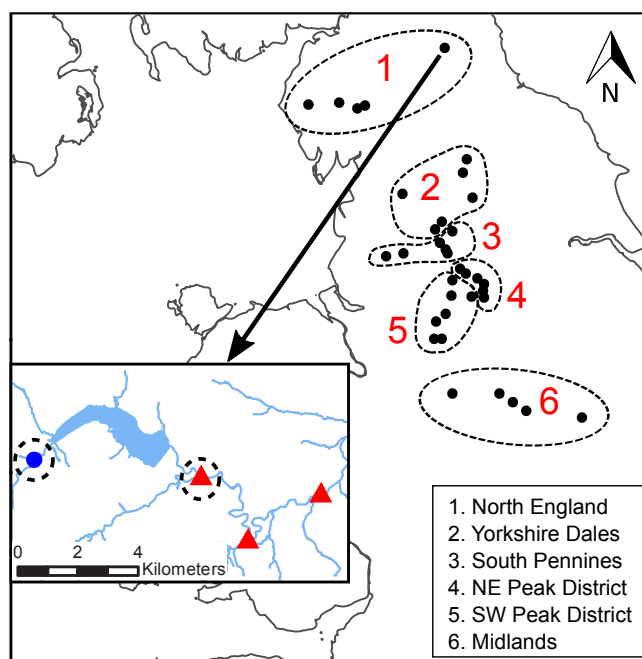 1
N
2
3
4
5
6
0 2 4
Kilometers
1. North England
2. Yorkshire Dales
3. South Pennines
4. NE Peak District
5. SW Peak District
6. Midlands